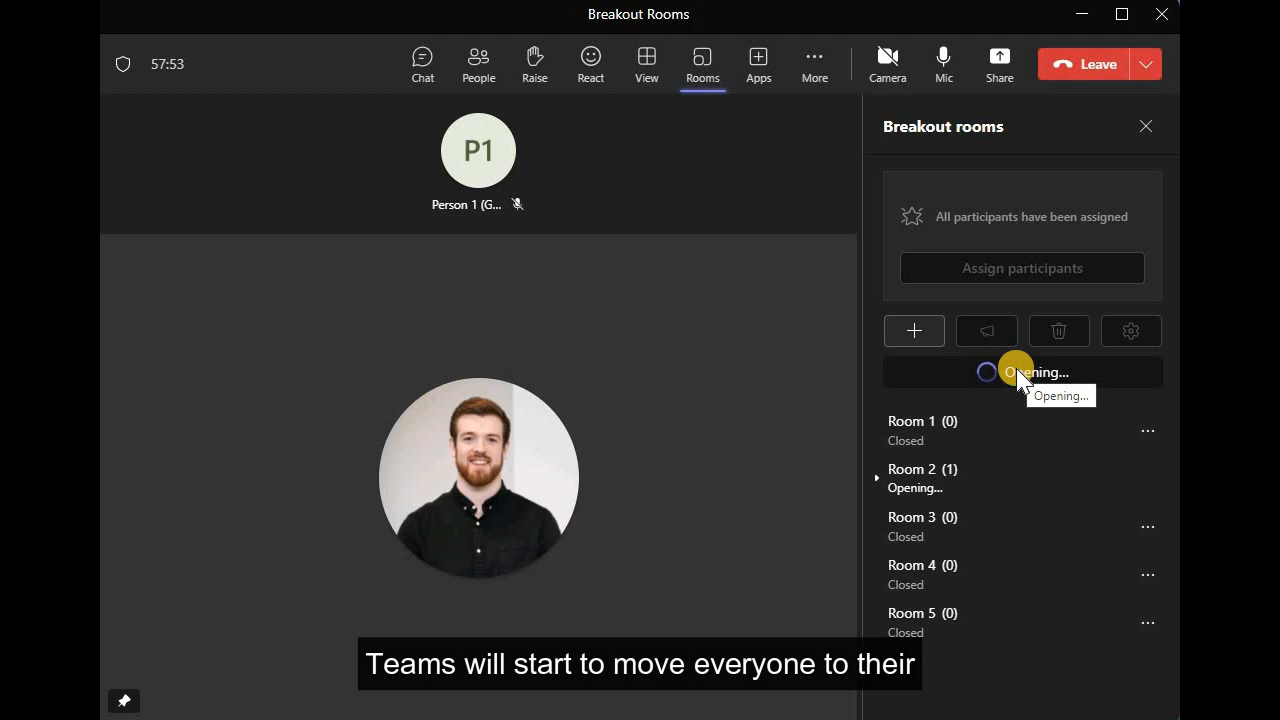 Breakout Rooms
57:53
Chat
People
Raise
React
View
Rooms
Apps
More
Camera
Mic
Share
Leave
Breakout rooms
P1
Person 1 (G...
All participants have been assigned
Assign participants
Opening...
Opening...
Room 1 (0)
Closed
Room 2 (1)
Opening...
Room 3 (0)
Closed
Room 4 (0)
Closed
Room 5 (0)
Closed
Teams will start to move everyone to their